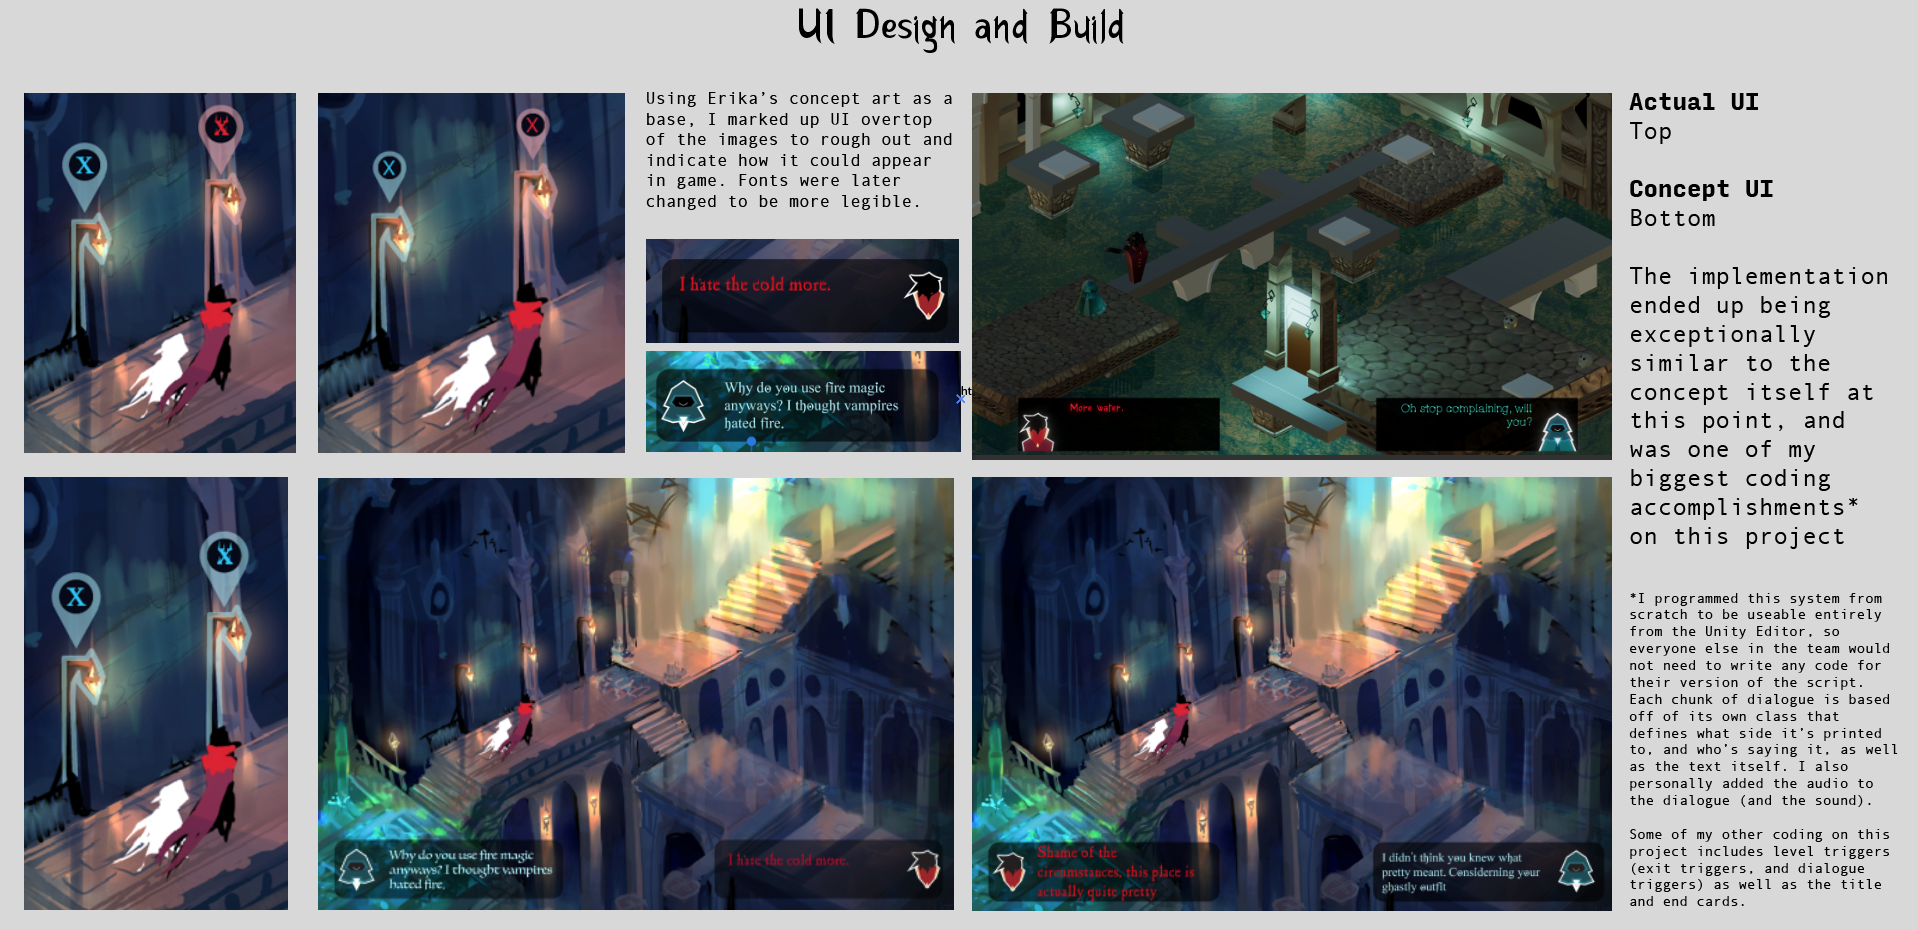 UI Design and Build
X
X
X
X
Using Erika's concept art as a
base, I marked up UI overtop
of the images to rough out and
indicate how it could appear
in game. Fonts were later
changed to be more legible.
I hate the cold more.
Why do you use fire magic
anyways? I thought vampires
hated fire.
ht
More water.
Oh stop complaining, will
you?
Actual UI
Top
Concept UI
Bottom
The implementation
ended up being
exceptionally
similar to the
concept itself at
this point, and
was one of my
biggest coding
accomplishments*
on this project
X
X
Why do you use fire magic
anyways? I thought vampires
hated fire.
I hate the cold more.
Shame of the
circumstances, this place is
actually quite pretty
I didn't think you knew what
pretty meant. Considerning your
ghastly outfit
*I programmed this system from
scratch to be useable entirely
from the Unity Editor, so
everyone else in the team would
not need to write any code for
their version of the script.
Each chunk of dialogue is based
off of its own class that
defines what side it's printed
to, and who's saying it, as well
as the text itself. I also
personally added the audio to
the dialogue (and the sound).
Some of my other coding on this
project includes level triggers
(exit triggers, and dialogue
triggers) as well as the title
and end cards.